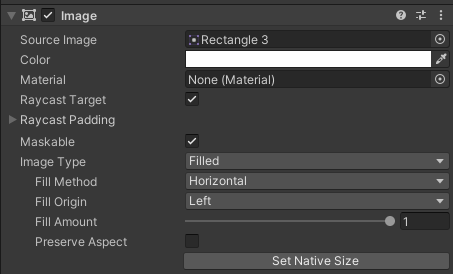 Image
Source Image Rectangle 3
Color
Material None (Material)
Raycast Target
Raycast Padding
Maskable
Image Type Filled
Fill Method Horizontal
Fill Origin Left
Fill Amount 1
Preserve Aspect
Set Native Size